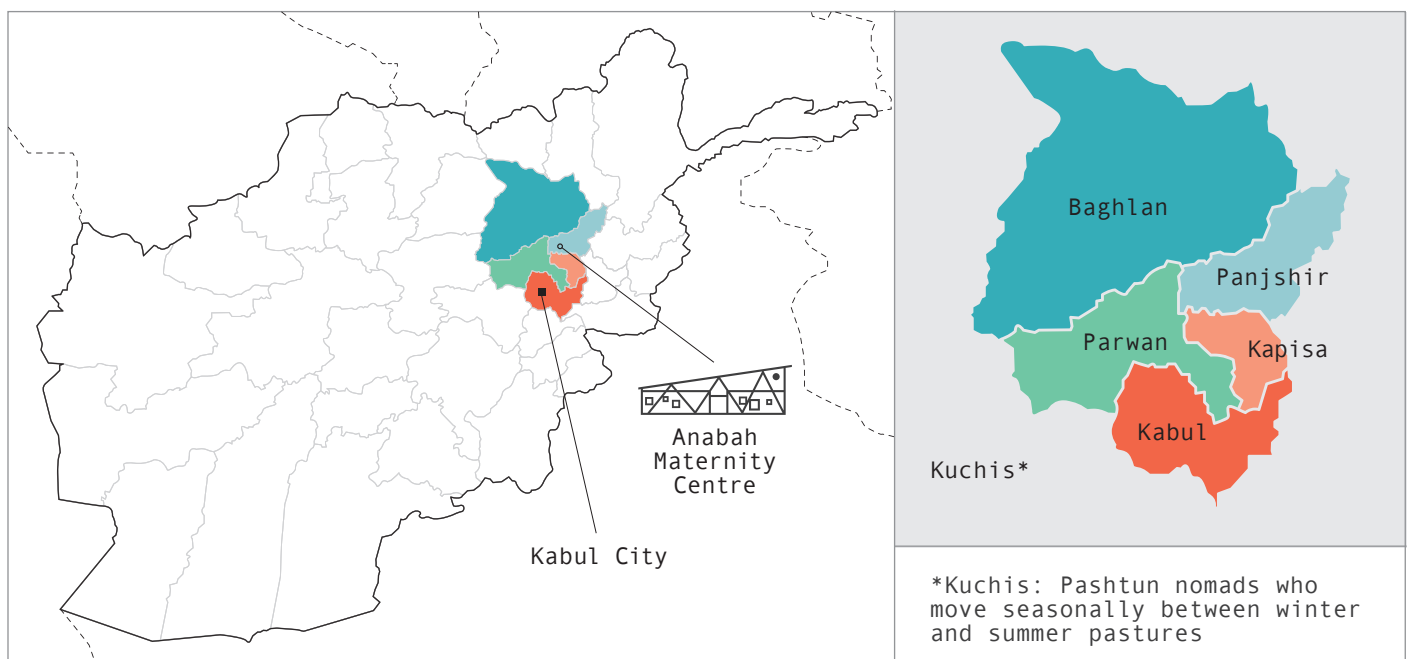 Anabah
Maternity
Centre
Kabul City
Baghlan
Panjshir
Parwan
Kapisa
Kabul
Kuchis*
*Kuchis: Pashtun nomads who
move seasonally between winter
and summer pastures